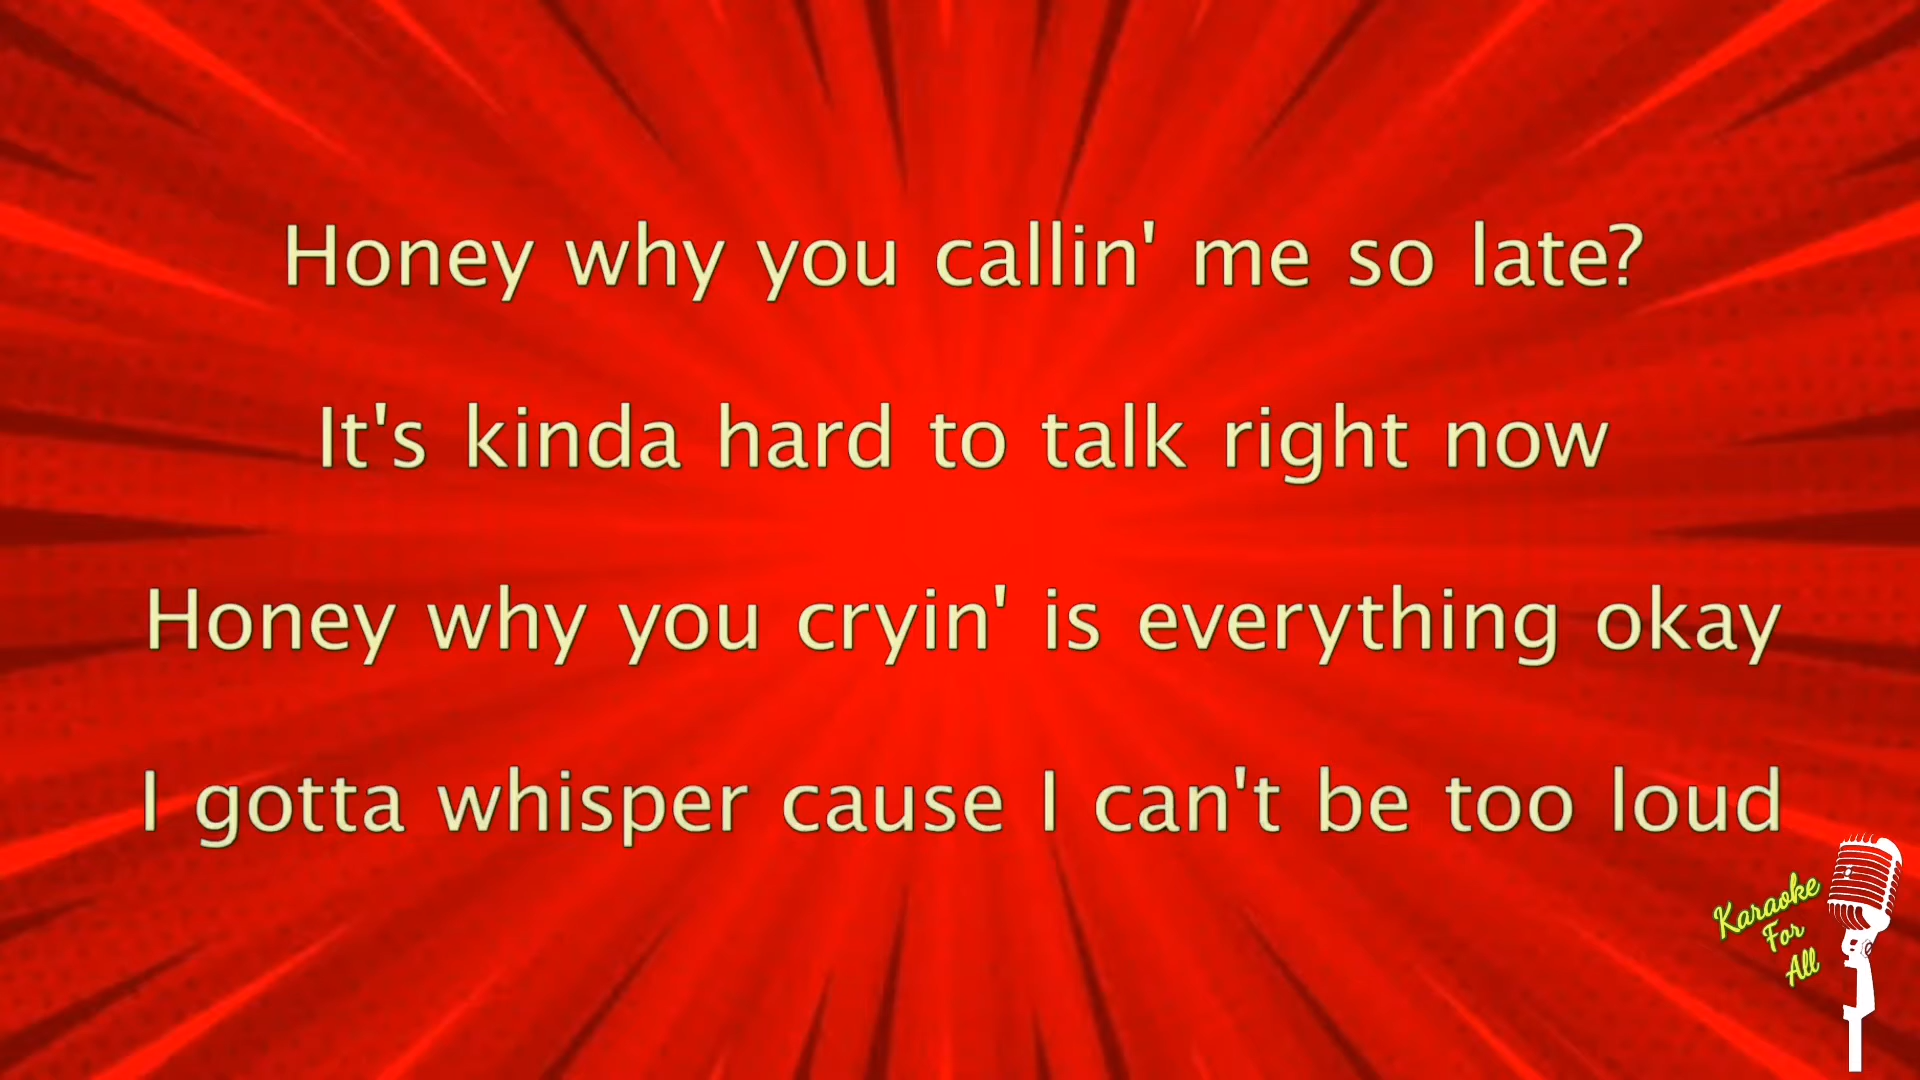 Honey why you callin' me so late?
It's kinda hard to talk right now
Honey why you cryin' is everything okay
I gotta whisper cause I can't be too loud
Karaoke
For
All